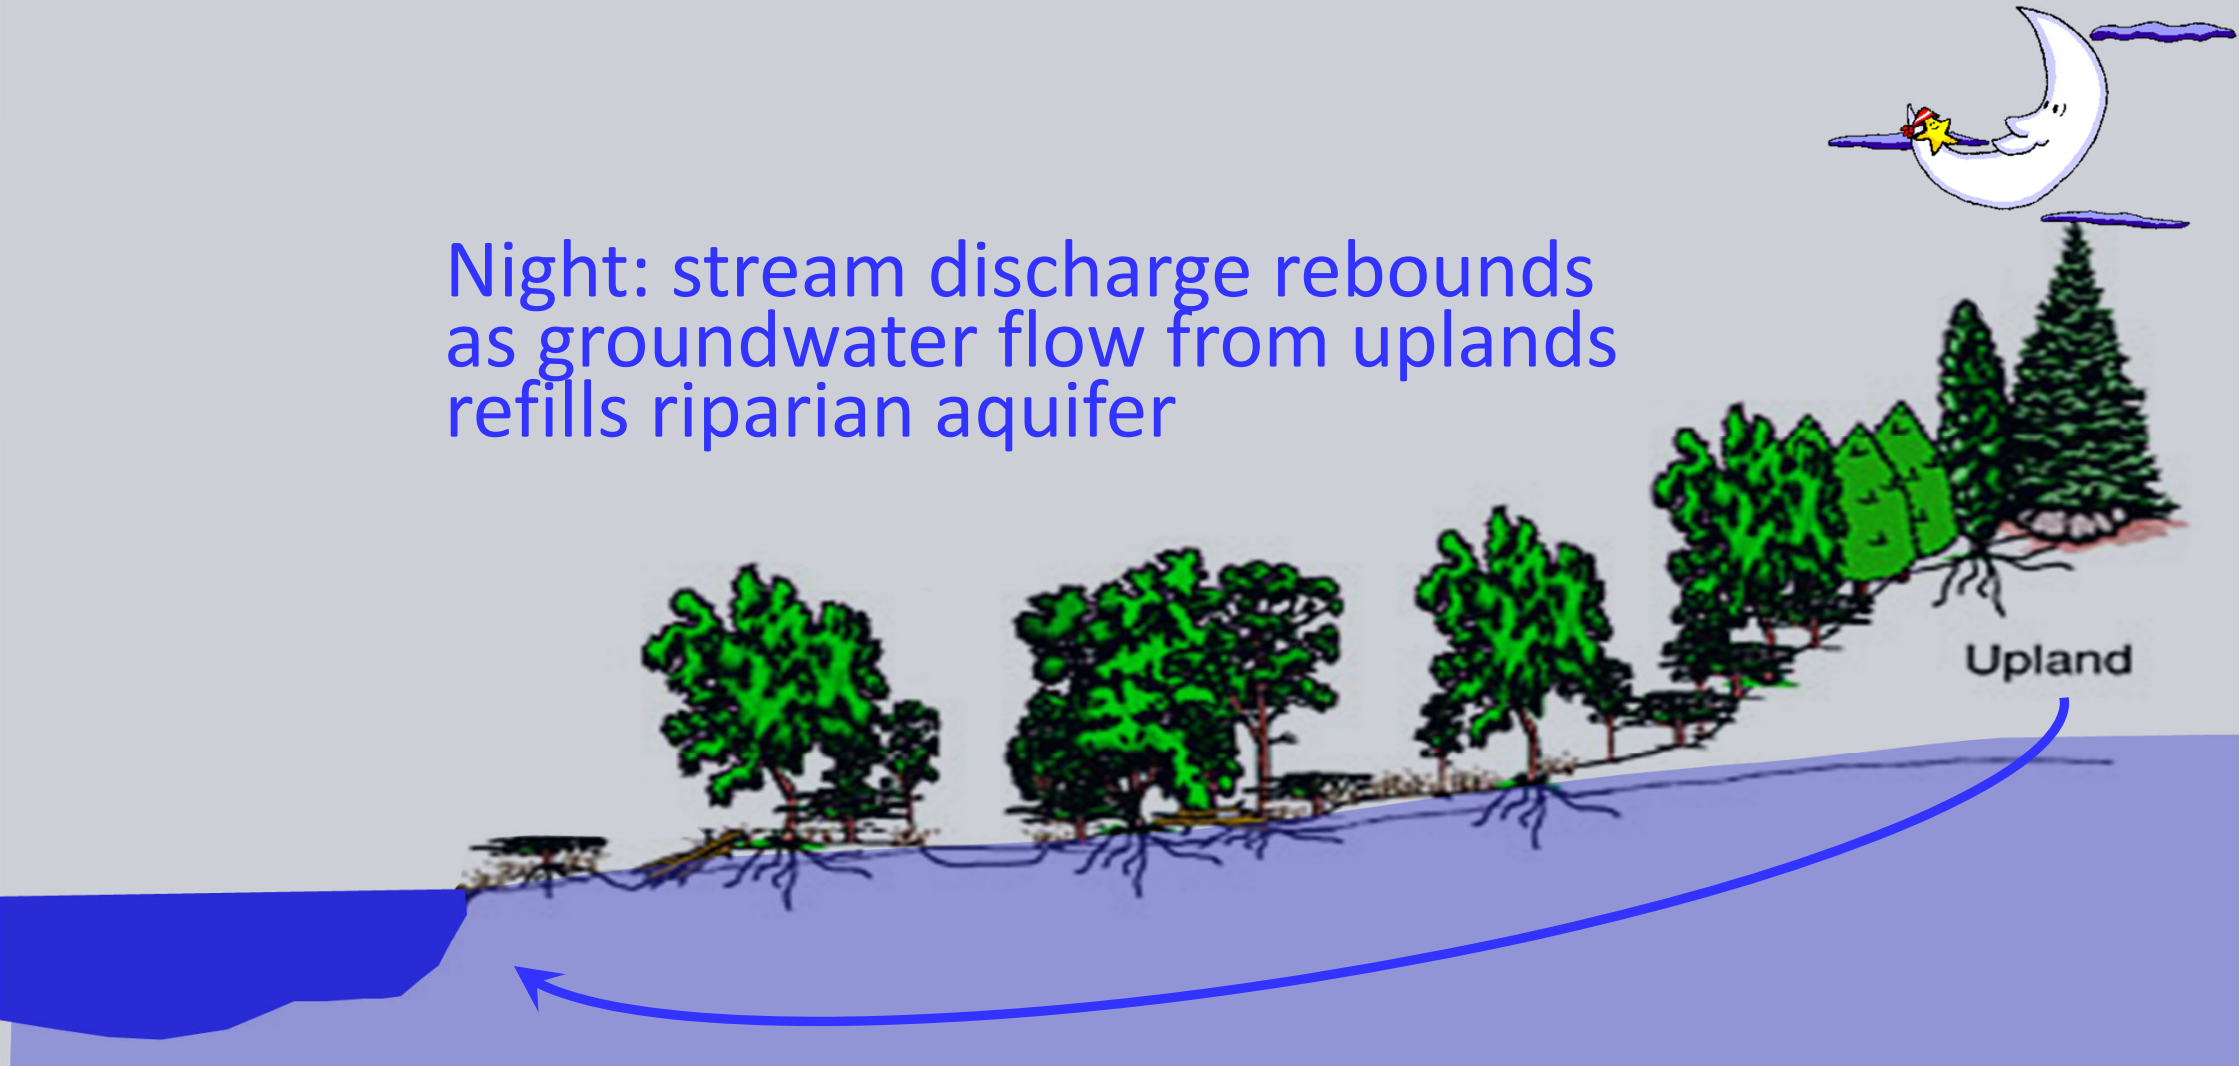 Night: stream discharge rebounds
as groundwater flow from uplands
refills riparian aquifer
Upland